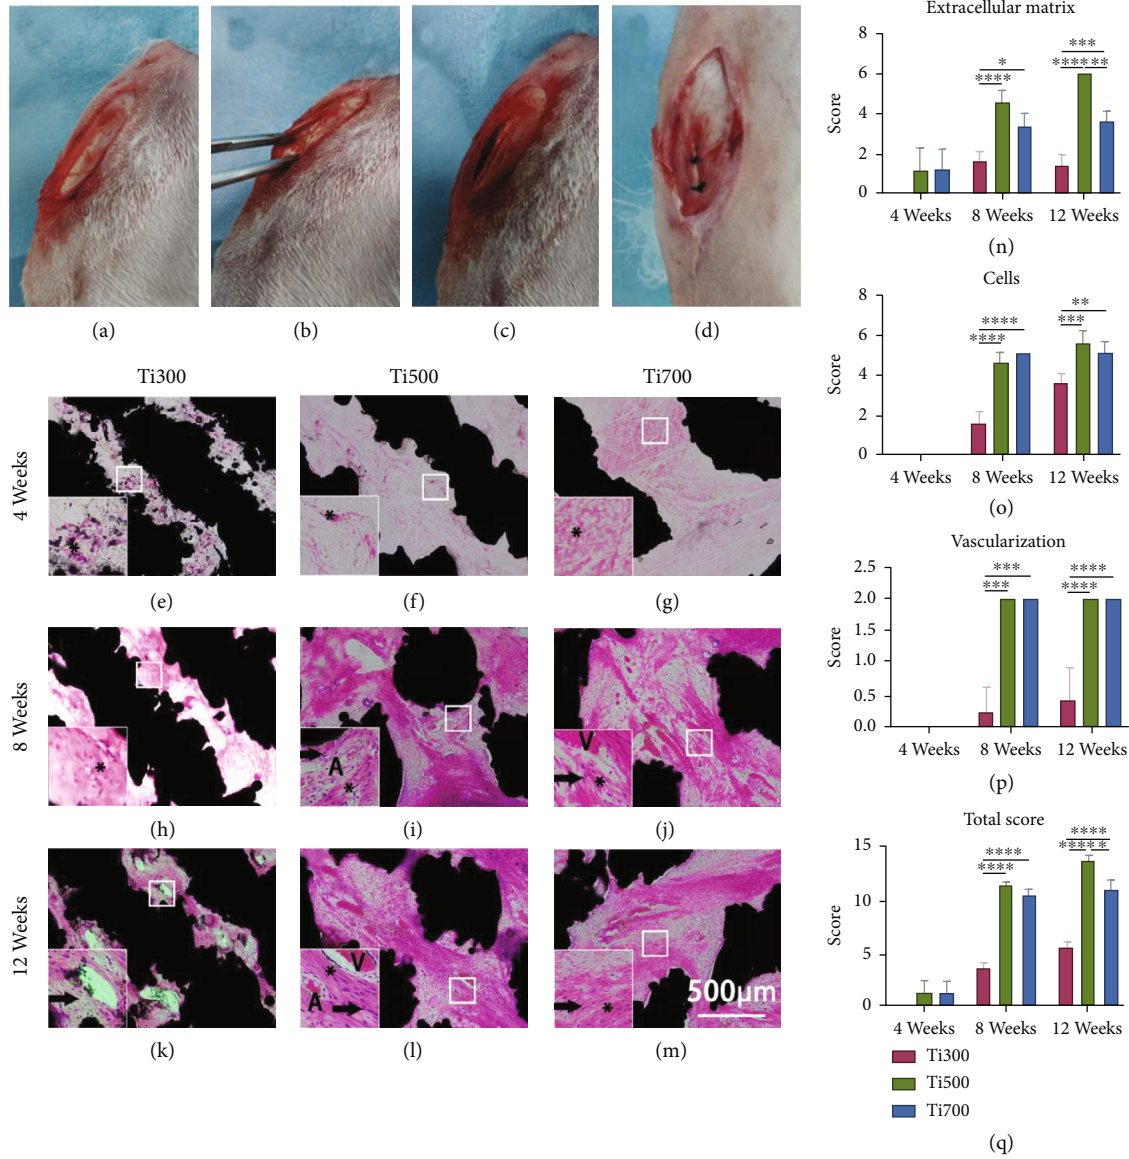 (a)
(b)
(c)
(d)
Ti300
Ti500
Ti700
4 Weeks
*
*
*
(e)
(f)
(g)
8 Weeks
*
A
*
V
*
(h)
(i)
(j)
12 Weeks
V
*
A
*
500μm
(k)
(l)
(m)
Extracellular matrix
Score
8
6
4
2
0
*
****
***
******
4 Weeks
8 Weeks
12 Weeks
(n)
Cells
Score
8
6
4
2
0
****
****
**
***
4 Weeks
8 Weeks
12 Weeks
(o)
Vascularization
Score
2.5
2.0
1.5
1.0
0.5
0.0
***
***
****
****
4 Weeks
8 Weeks
12 Weeks
(p)
Total score
Score
15
10
5
0
****
****
****
*****
4 Weeks
8 Weeks
12 Weeks
Ti300
Ti500
Ti700
(q)